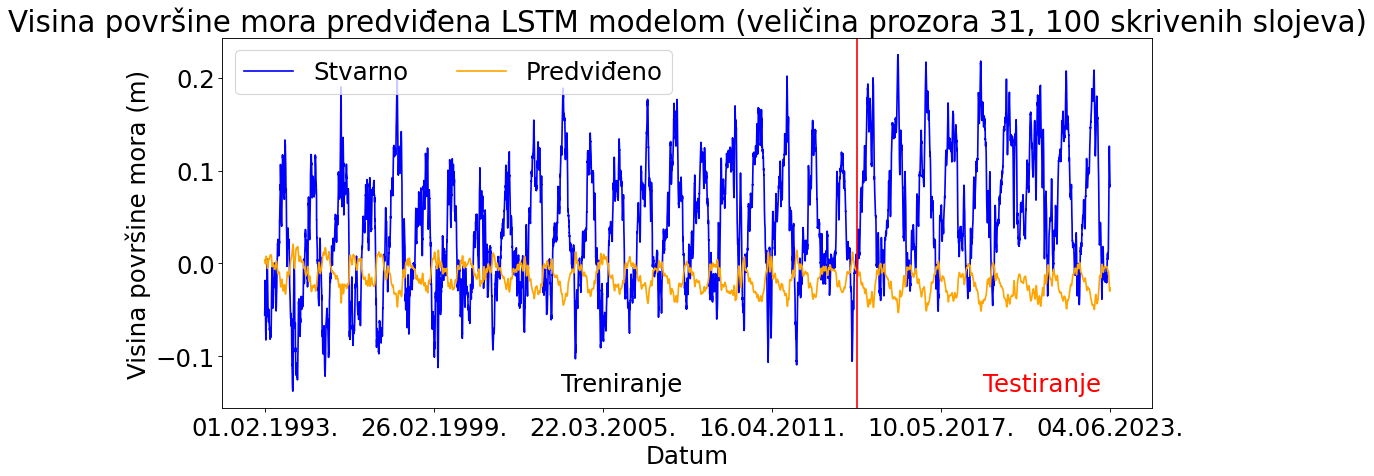 Visina površine mora predviđena LSTM modelom (veličina prozora 31, 100 skrivenih slojeva)
Stvarno Predviđeno
Visina površine mora (m)
0.2
0.1
0.0
−0.1
Treniranje Testiranje
01.02.1993. 26.02.1999. 22.03.2005. 16.04.2011. 10.05.2017. 04.06.2023.
Datum